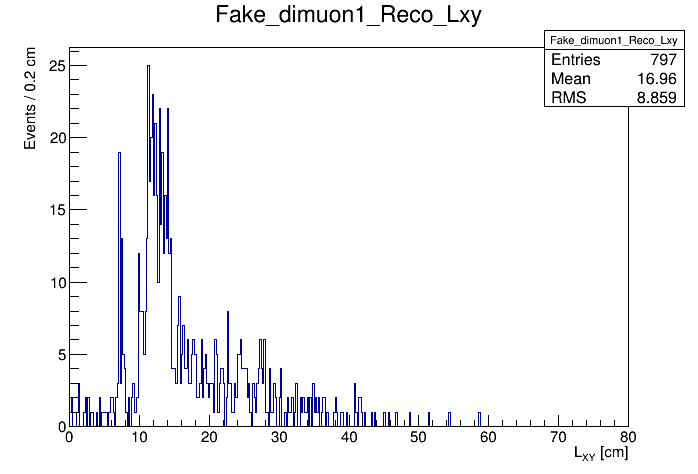 Fake_dimuon1_Reco_Lxy
Fake_dimuon1_Reco_Lxy
Entries 797
Mean 16.96
RMS 8.859
Events / 0.2 cm
25
20
15
10
5
0
0 10 20 30 40 50 60 70 80
L_XY [cm]